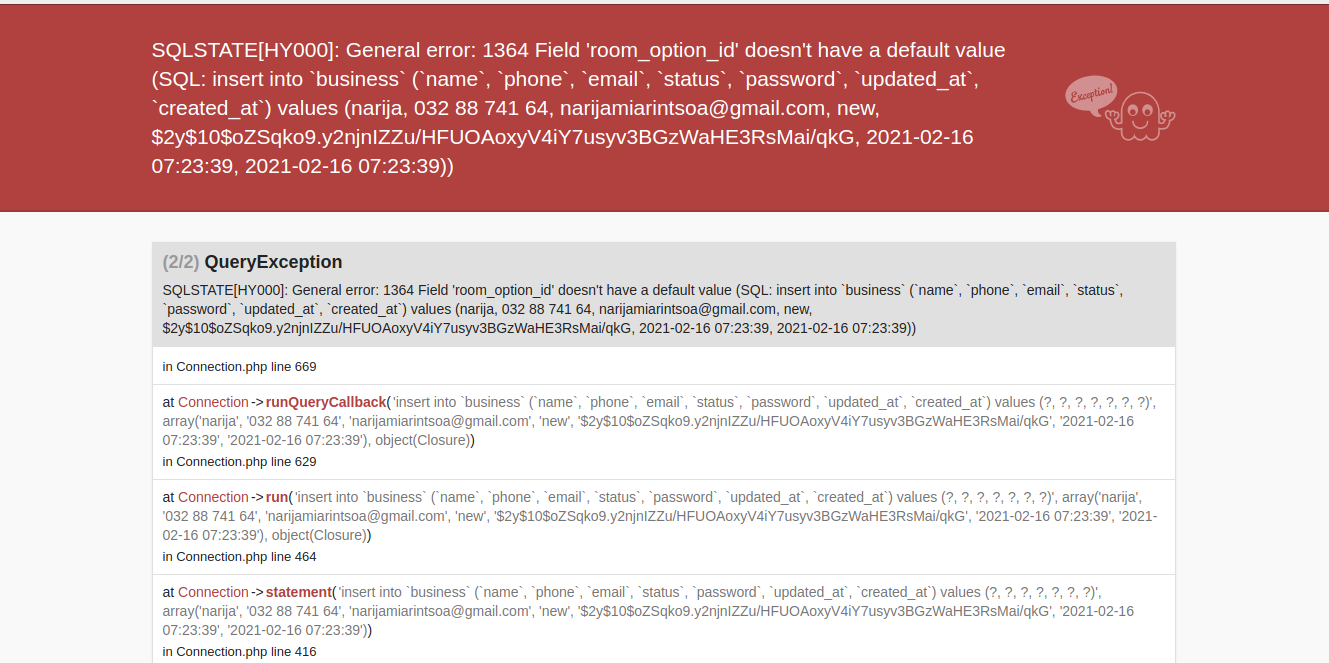 SQLSTATE[HY000]: General error: 1364 Field 'room_option_id' doesn't have a default value
(SQL: insert into `business` (`name`, `phone`, `email`, `status`, `password`, `updated_at`,
`created_at`) values (narija, 032 88 741 64, narijamiarintsoa@gmail.com, new,
$2y$10$oZSqko9.y2njnIZZu/HFUOAoxyV4iY7usyv3BGzWaHE3RsMai/qkG, 2021-02-16
07:23:39, 2021-02-16 07:23:39))
Exception!
(2/2) QueryException
SQLSTATE[HY000]: General error: 1364 Field 'room_option_id' doesn't have a default value (SQL: insert into `business` (`name`, `phone`, `email`, `status`,
`password`, `updated_at`, `created_at`) values (narija, 032 88 741 64, narijamiarintsoa@gmail.com, new,
$2y$10$oZSqko9.y2njnIZZu/HFUOAoxyV4iY7usyv3BGzWaHE3RsMai/qkG, 2021-02-16 07:23:39, 2021-02-16 07:23:39))
in Connection.php line 669
at Connection->runQueryCallback('insert into `business` (`name`, `phone`, `email`, `status`, `password`, `updated_at`, `created_at`) values (?, ?, ?, ?, ?, ?, ?)',
array('narija', '032 88 741 64', 'narijamiarintsoa@gmail.com', 'new', '$2y$10$oZSqko9.y2njnIZZu/HFUOAoxyV4iY7usyv3BGzWaHE3RsMai/qkG', '2021-02-16
07:23:39', '2021-02-16 07:23:39'), object(Closure))
in Connection.php line 629
at Connection->run('insert into `business` (`name`, `phone`, `email`, `status`, `password`, `updated_at`, `created_at`) values (?, ?, ?, ?, ?, ?, ?)', array('narija',
'032 88 741 64', 'narijamiarintsoa@gmail.com', 'new', '$2y$10$oZSqko9.y2njnIZZu/HFUOAoxyV4iY7usyv3BGzWaHE3RsMai/qkG', '2021-02-16 07:23:39', '2021-
02-16 07:23:39'), object(Closure))
in Connection.php line 464
at Connection->statement('insert into `business` (`name`, `phone`, `email`, `status`, `password`, `updated_at`, `created_at`) values (?, ?, ?, ?, ?, ?, ?)',
array('narija', '032 88 741 64', 'narijamiarintsoa@gmail.com', 'new', '$2y$10$oZSqko9.y2njnIZZu/HFUOAoxyV4iY7usyv3BGzWaHE3RsMai/qkG', '2021-02-16
07:23:39', '2021-02-16 07:23:39'))
in Connection.php line 416